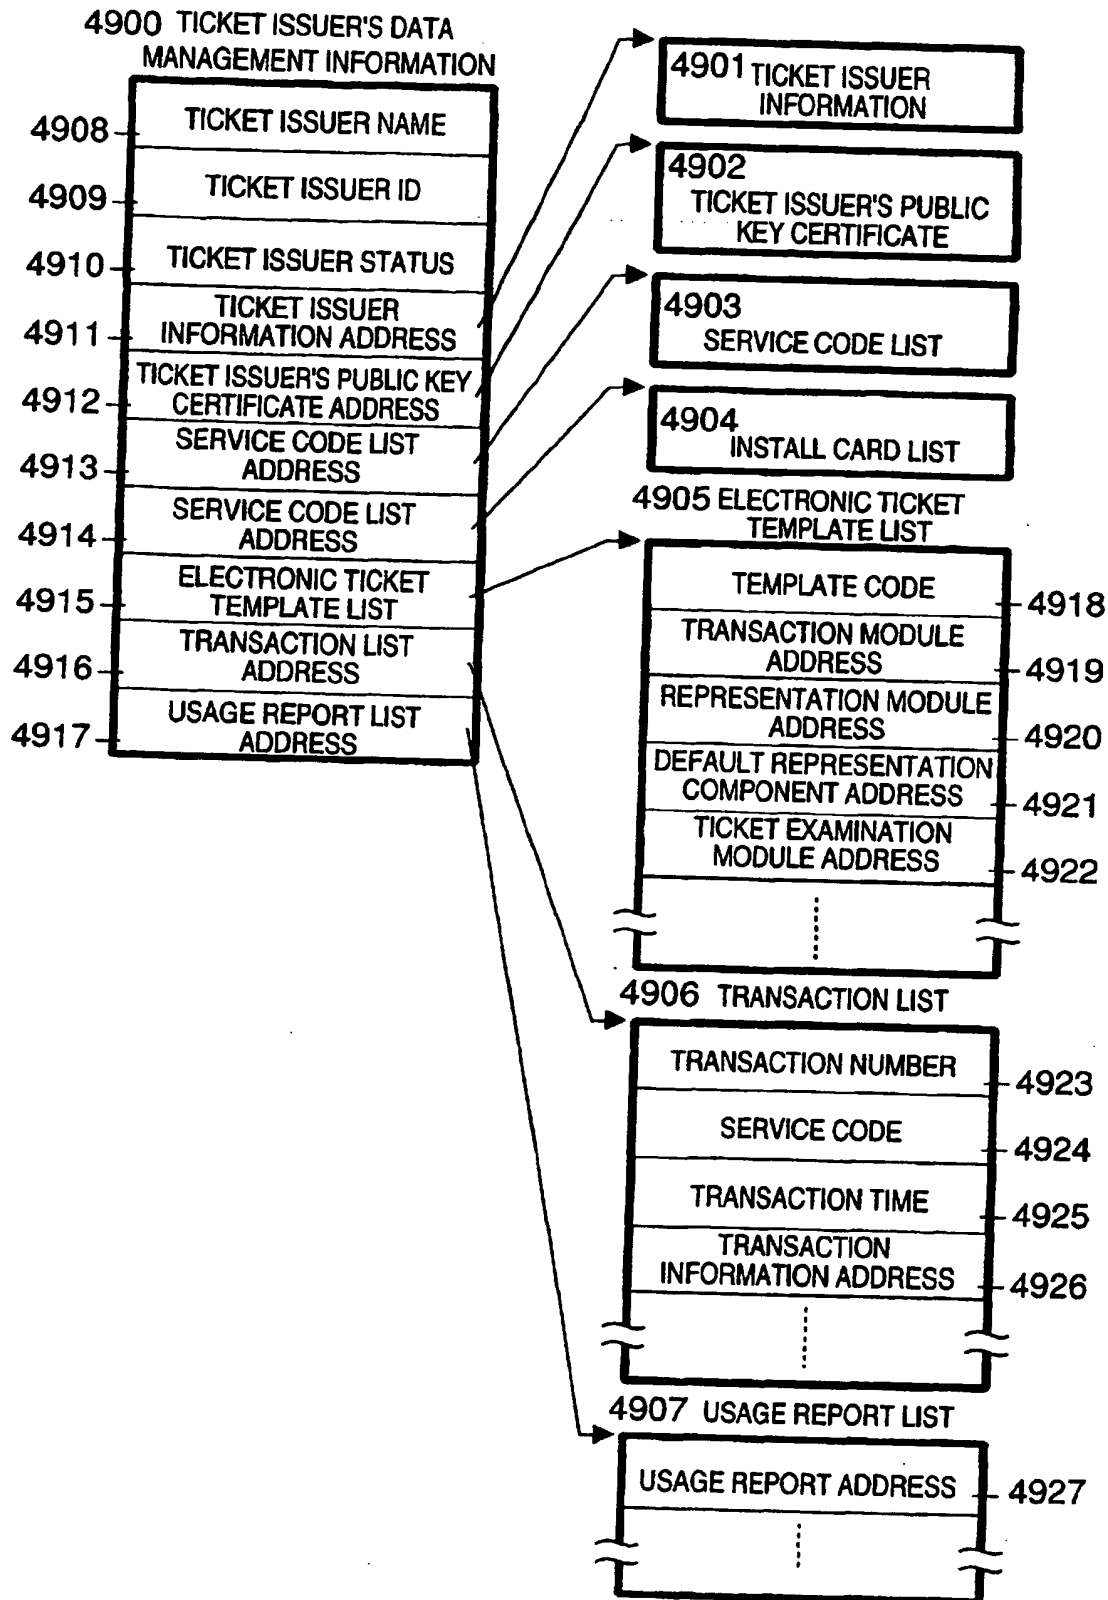 4900 TICKET ISSUER'S DATA
MANAGEMENT INFORMATION
4908
TICKET ISSUER NAME
4909
TICKET ISSUER ID
4910
TICKET ISSUER STATUS
4911
TICKET ISSUER
INFORMATION ADDRESS
4912
TICKET ISSUER'S PUBLIC KEY
CERTIFICATE ADDRESS
4913
SERVICE CODE LIST
ADDRESS
4914
SERVICE CODE LIST
ADDRESS
4915
ELECTRONIC TICKET
TEMPLATE LIST
4916
TRANSACTION LIST
ADDRESS
4917
USAGE REPORT LIST
ADDRESS
4901 TICKET ISSUER
INFORMATION
4902
TICKET ISSUER'S PUBLIC
KEY CERTIFICATE
4903
SERVICE CODE LIST
4904
INSTALL CARD LIST
4905 ELECTRONIC TICKET
TEMPLATE LIST
TEMPLATE CODE
4918
TRANSACTION MODULE
ADDRESS
4919
REPRESENTATION MODULE
ADDRESS
4920
DEFAULT REPRESENTATION
COMPONENT ADDRESS
4921
TICKET EXAMINATION
MODULE ADDRESS
4922
4906 TRANSACTION LIST
TRANSACTION NUMBER
4923
SERVICE CODE
4924
TRANSACTION TIME
4925
TRANSACTION
INFORMATION ADDRESS
4926
4907 USAGE REPORT LIST
USAGE REPORT ADDRESS
4927